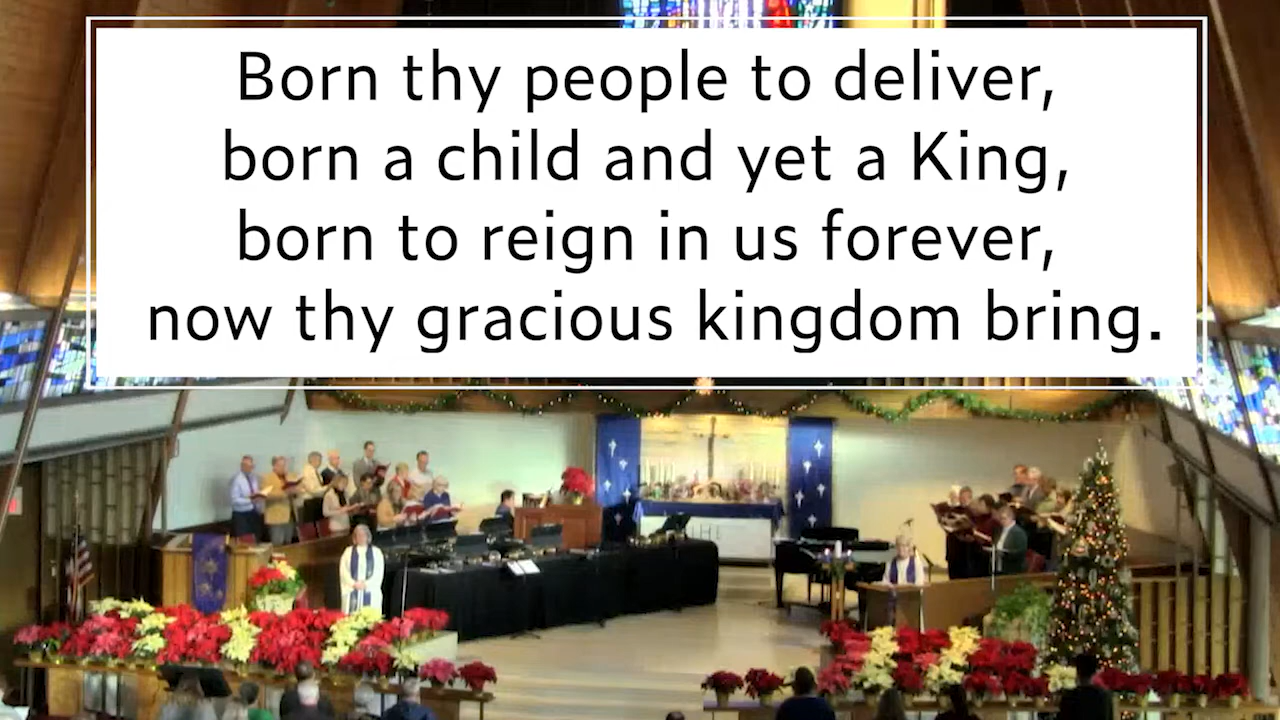 Born thy people to deliver,
born a child and yet a King,
born to reign in us forever,
now thy gracious kingdom bring.